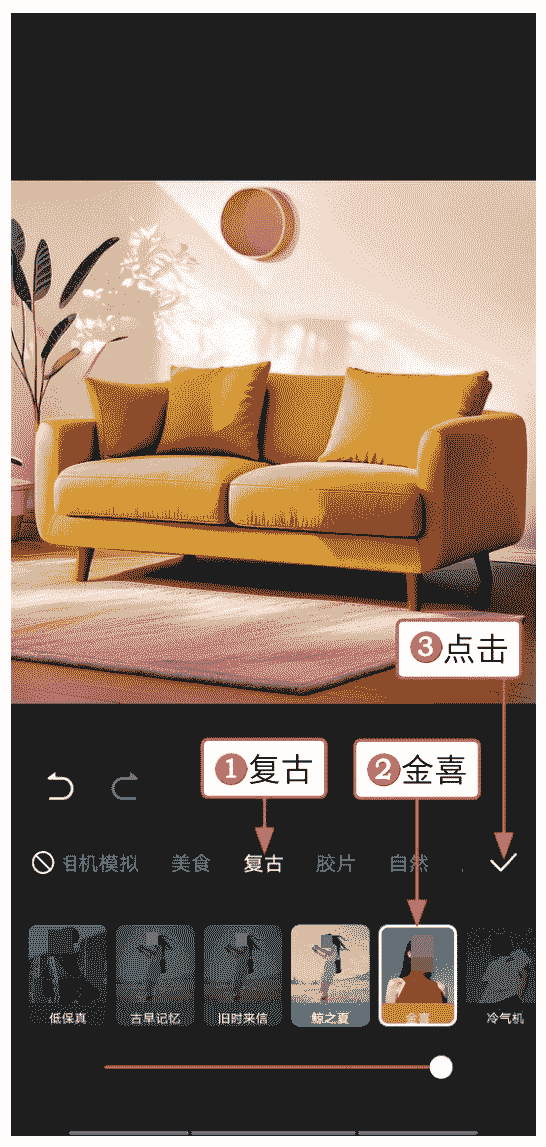 ❸点击
❶复古
❷金喜
相机模拟 美食 复古 胶片 自然
低保真 古早记忆 旧时来信 鲸之夏 金喜 冷气机